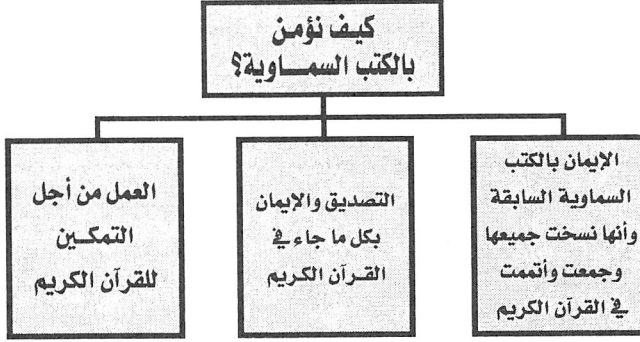 كيف نؤمن
بالكتب السماوية؟
الإيمان بالكتب
السماوية السابقة
وأنها نسخت جميعها
وجمعت وأتممت
في القرآن الكريم
التصديق والإيمان
بكل ما جاء في
القرآن الكريم
العمل من أجل
التمكين
للقرآن الكريم